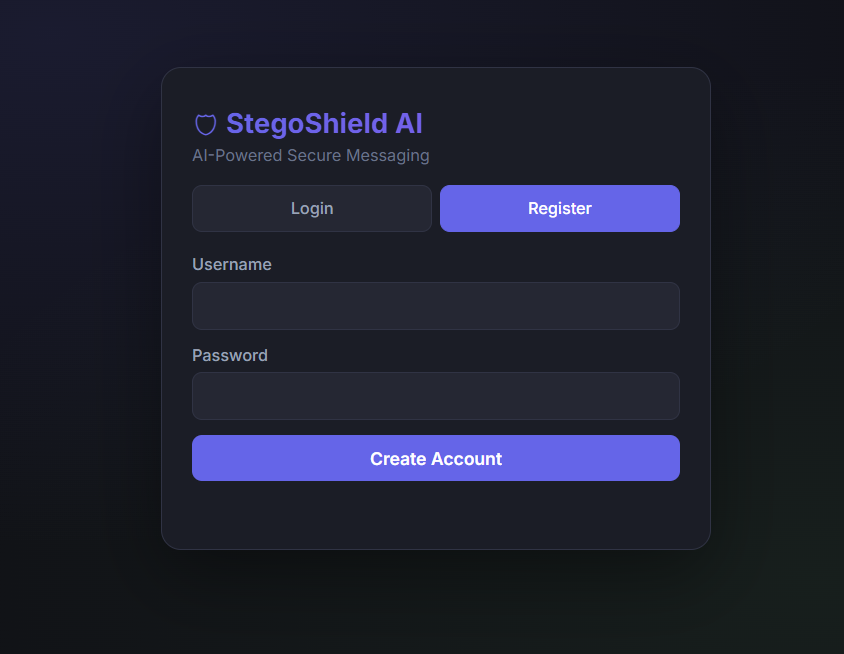 StegoShield AI
AI-Powered Secure Messaging
Login Register
Username
Password
Create Account